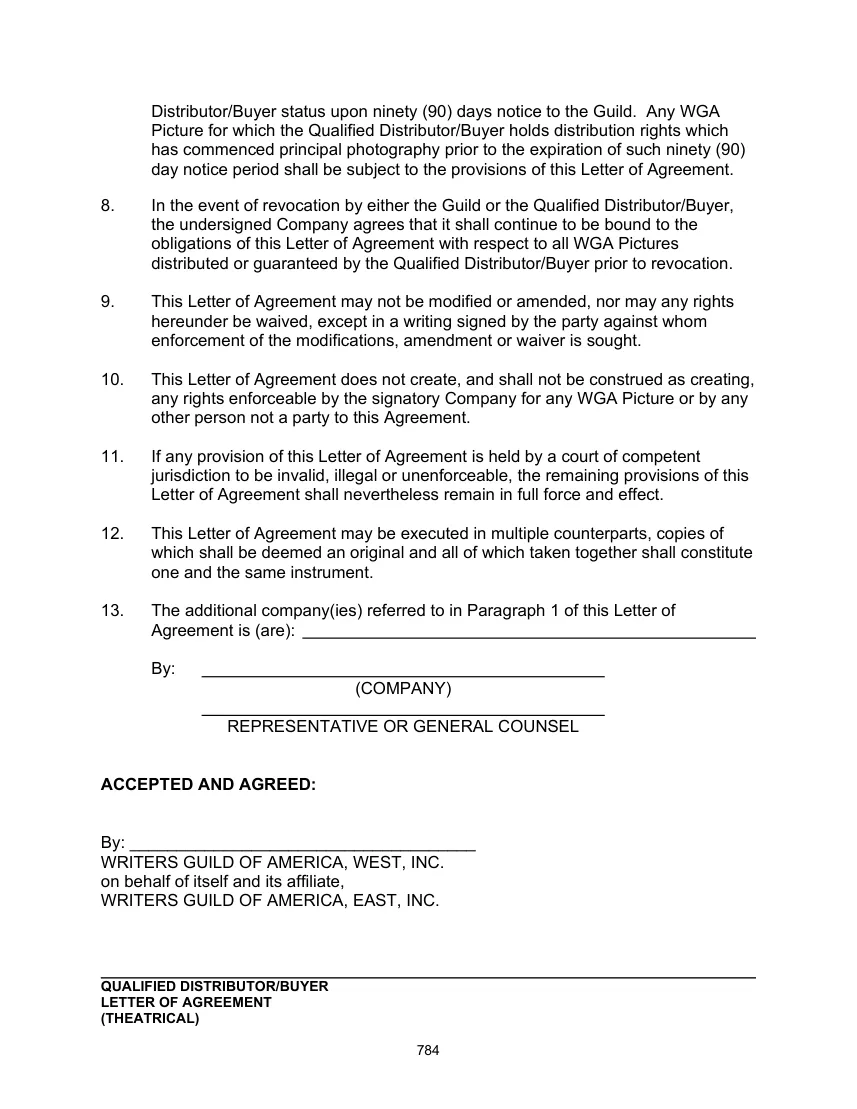 Distributor/Buyer status upon ninety (90) days notice to the Guild.  Any WGA
Picture for which the Qualified Distributor/Buyer holds distribution rights which
has commenced principal photography prior to the expiration of such ninety (90)
day notice period shall be subject to the provisions of this Letter of Agreement.
8. In the event of revocation by either the Guild or the Qualified Distributor/Buyer,
the undersigned Company agrees that it shall continue to be bound to the
obligations of this Letter of Agreement with respect to all WGA Pictures
distributed or guaranteed by the Qualified Distributor/Buyer prior to revocation.
9. This Letter of Agreement may not be modified or amended, nor may any rights
hereunder be waived, except in a writing signed by the party against whom
enforcement of the modifications, amendment or waiver is sought.
10. This Letter of Agreement does not create, and shall not be construed as creating,
any rights enforceable by the signatory Company for any WGA Picture or by any
other person not a party to this Agreement.
11. If any provision of this Letter of Agreement is held by a court of competent
jurisdiction to be invalid, illegal or unenforceable, the remaining provisions of this
Letter of Agreement shall nevertheless remain in full force and effect.
12. This Letter of Agreement may be executed in multiple counterparts, copies of
which shall be deemed an original and all of which taken together shall constitute
one and the same instrument.
13. The additional company(ies) referred to in Paragraph 1 of this Letter of
Agreement is (are):
By:
(COMPANY)
REPRESENTATIVE OR GENERAL COUNSEL
ACCEPTED AND AGREED:
By:
WRITERS GUILD OF AMERICA, WEST, INC.
on behalf of itself and its affiliate,
WRITERS GUILD OF AMERICA, EAST, INC.
QUALIFIED DISTRIBUTOR/BUYER
LETTER OF AGREEMENT
(THEATRICAL)
784